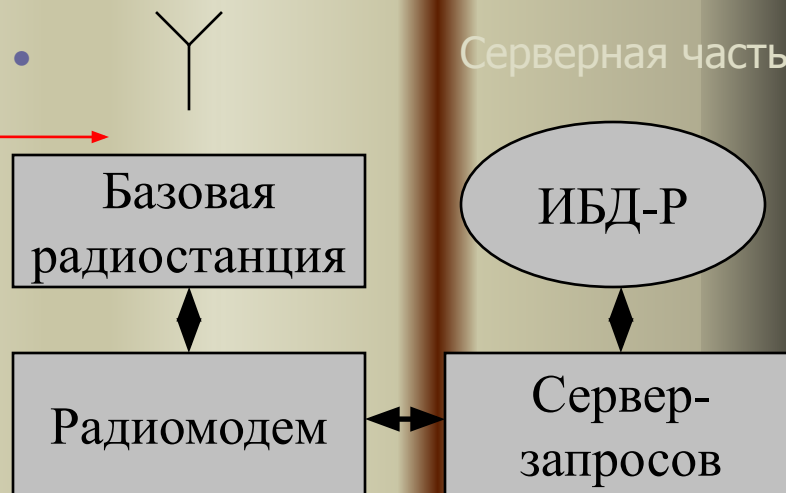 Серверная часть
Базовая
радиостанция
ИБД-Р
Радиомодем
Сервер-
запросов